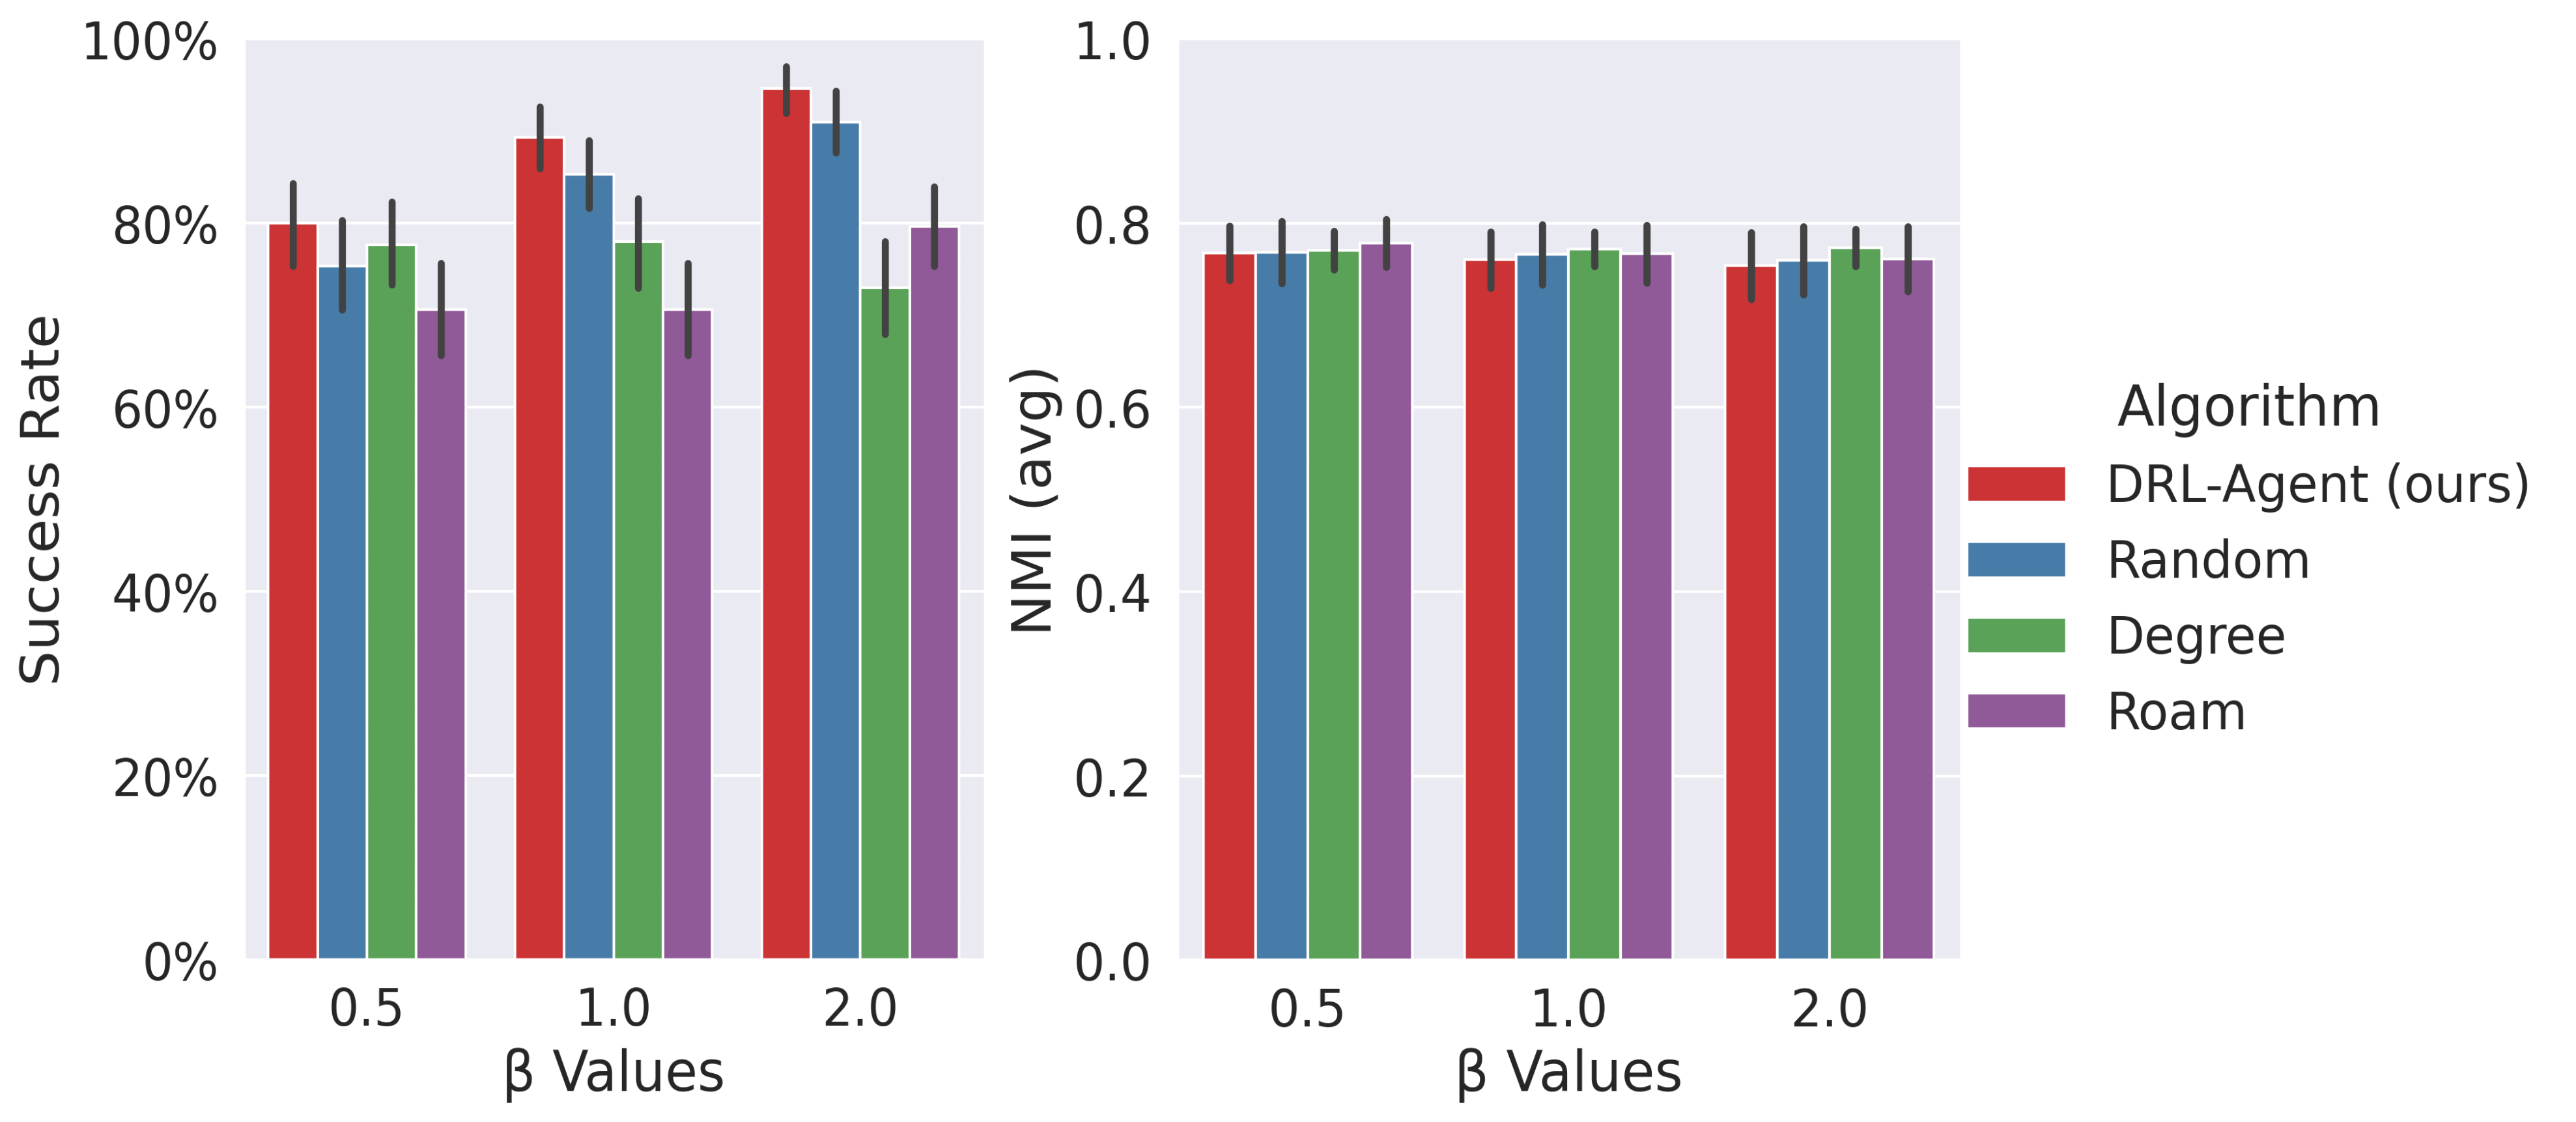 100%
80%
60%
40%
20%
0%
Success Rate
0.5 1.0 2.0
β Values
1.0
0.8
0.6
0.4
0.2
0.0
NMI (avg)
0.5 1.0 2.0
β Values
Algorithm
DRL-Agent (ours)
Random
Degree
Roam